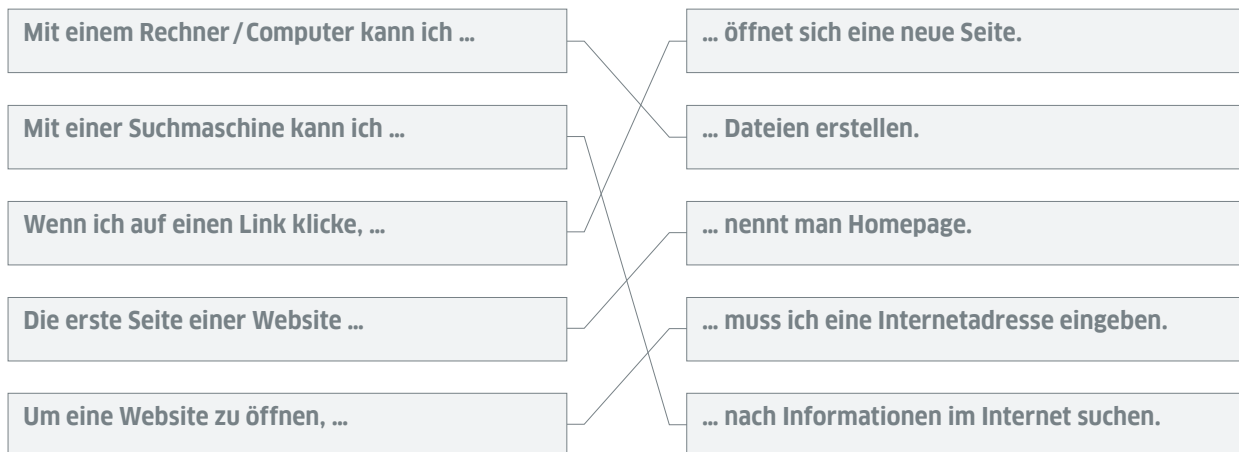 Mit einem Rechner / Computer kann ich …
… öffnet sich eine neue Seite.
Mit einer Suchmaschine kann ich …
… Dateien erstellen.
Wenn ich auf einen Link klicke, …
… nennt man Homepage.
Die erste Seite einer Website …
… muss ich eine Internetadresse eingeben.
Um eine Website zu öffnen, …
… nach Informationen im Internet suchen.